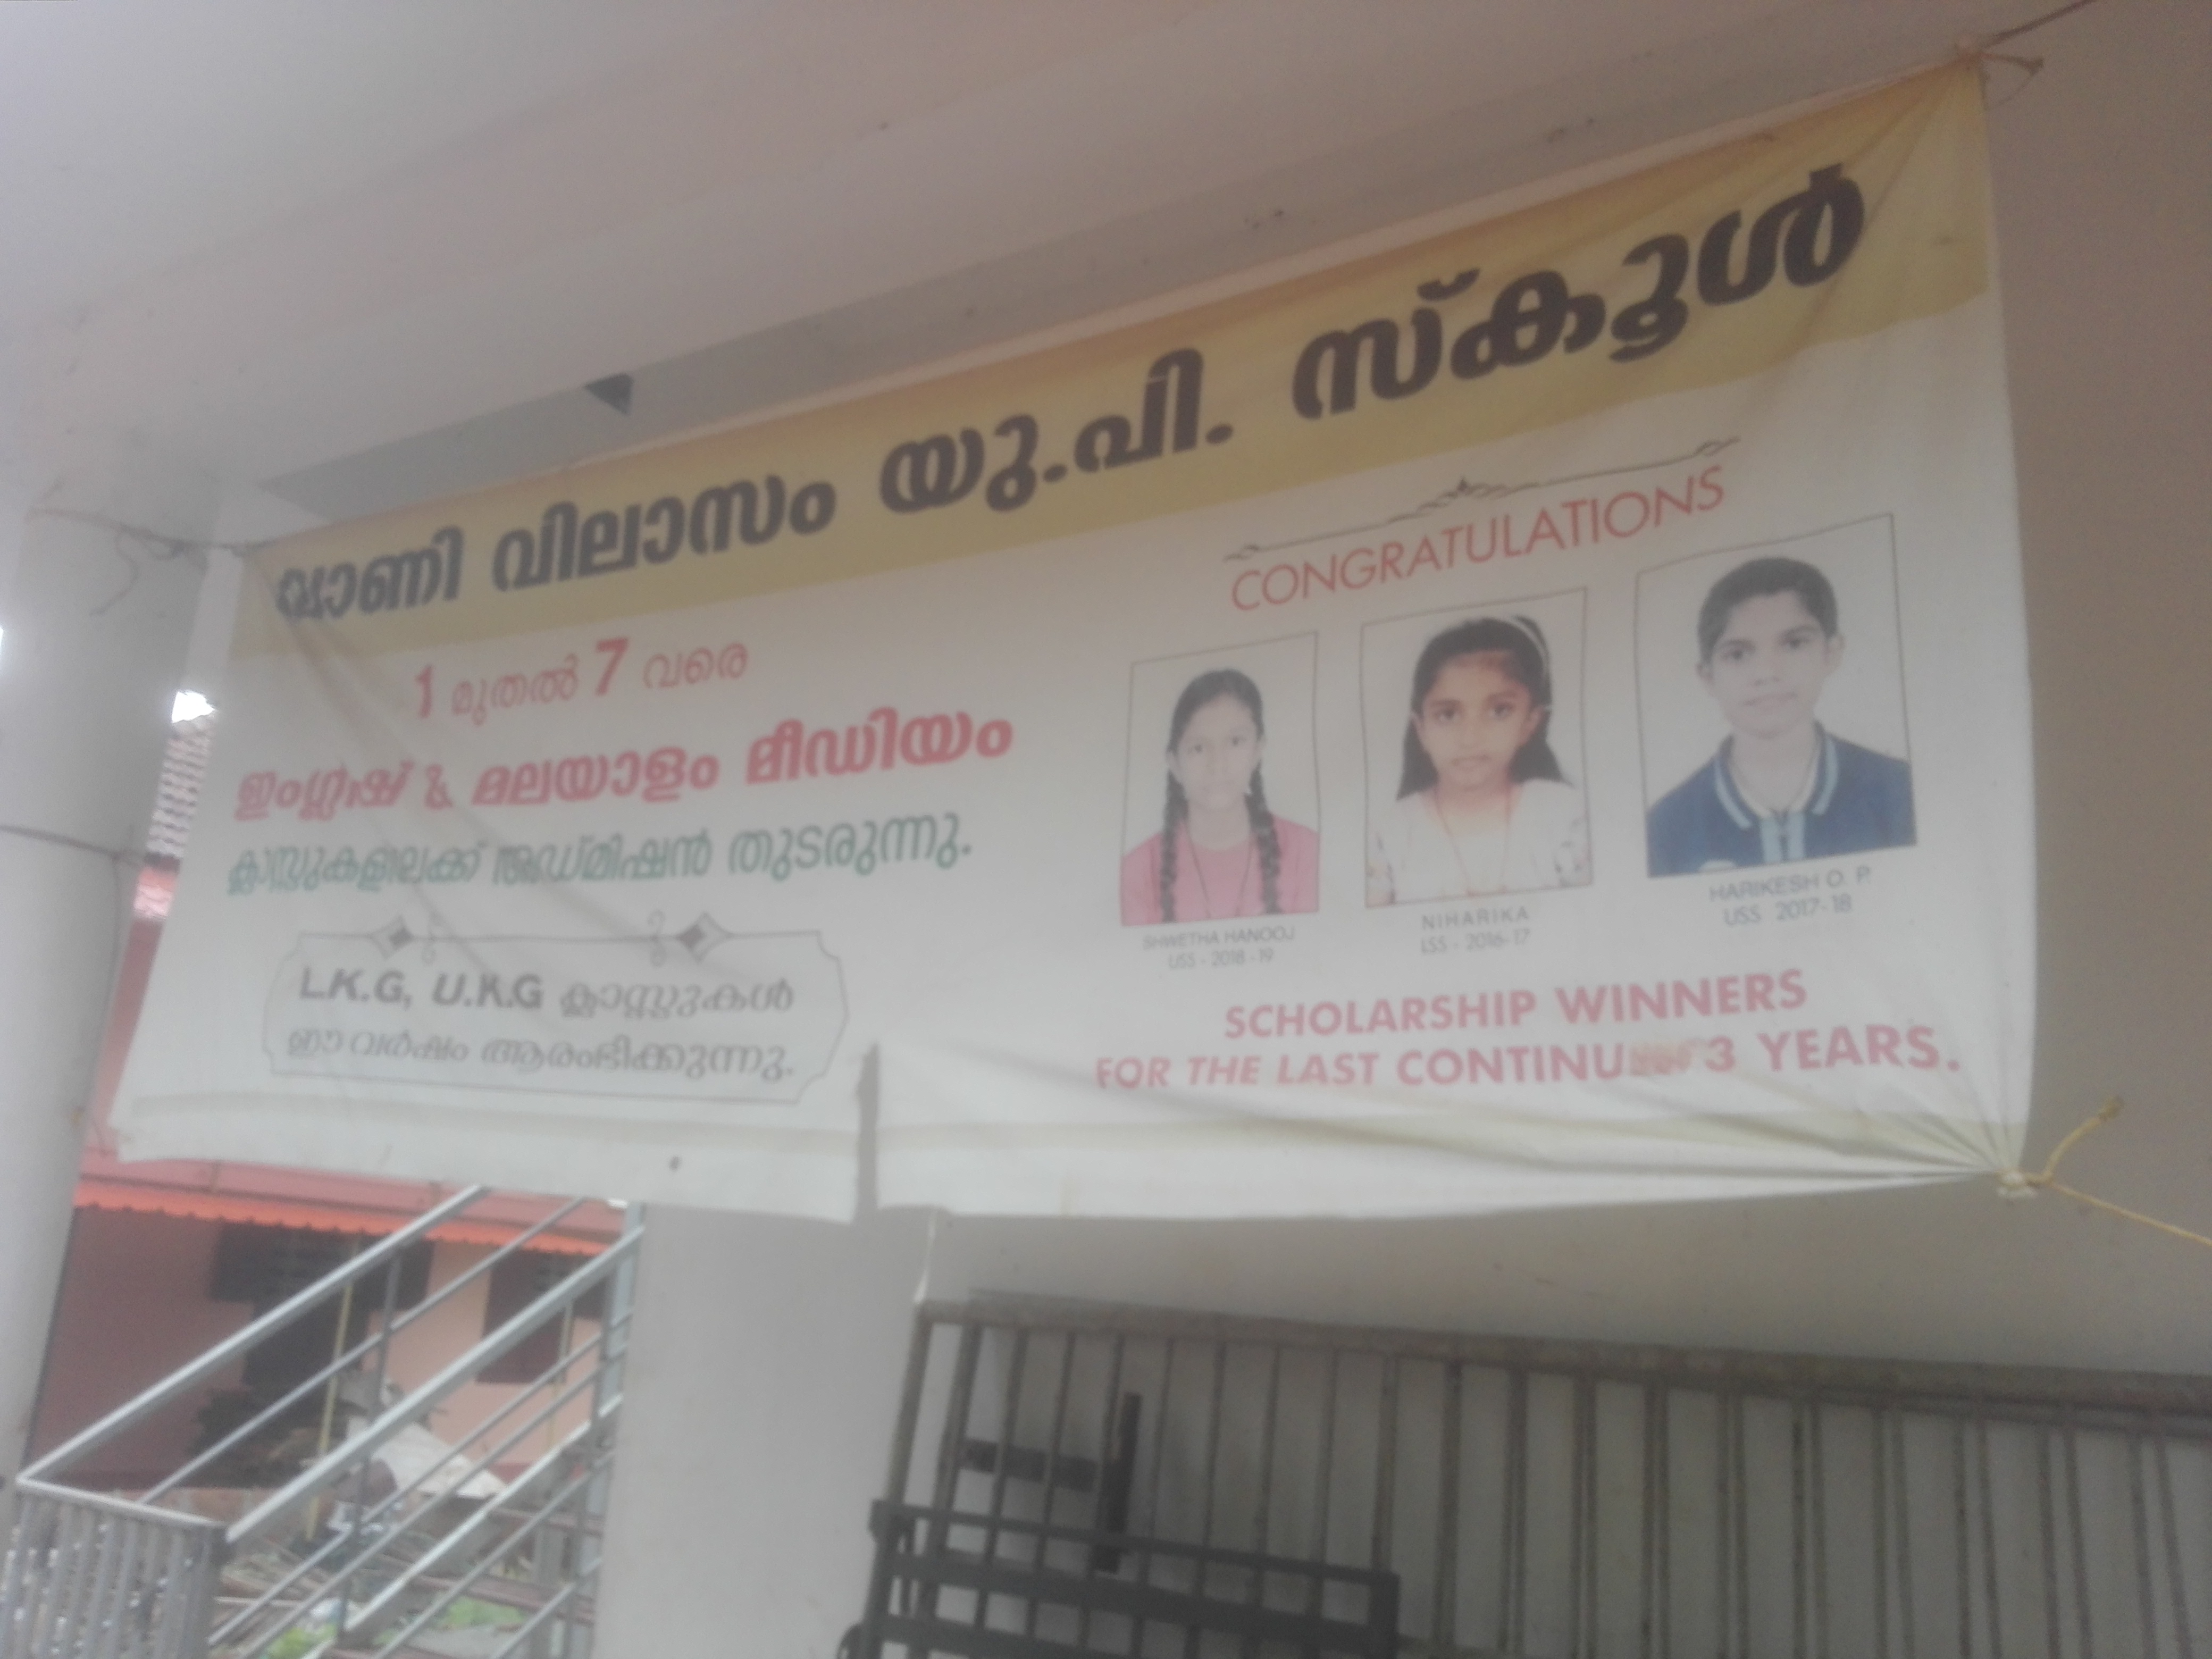 വാണി വിലാസം യു.പി. സ്കൂൾ
1 മുതൽ 7 വരെ
ഇംഗ്ലീഷ് & മലയാളം മീഡിയം
ക്ലാസ്സുകളിലേക്ക് അഡ്മിഷൻ തുടരുന്നു.
L.K.G, U.K.G ക്ലാസ്സുകൾ
ഈ വർഷം ആരംഭിക്കുന്നു.
CONGRATULATIONS
SHWETHA HANOOJ
USS - 2018 -19
NIHARIKA
LSS - 2016-17
HARIKESH O. P.
USS 2017-18
SCHOLARSHIP WINNERS
FOR THE LAST 3 YEARS.